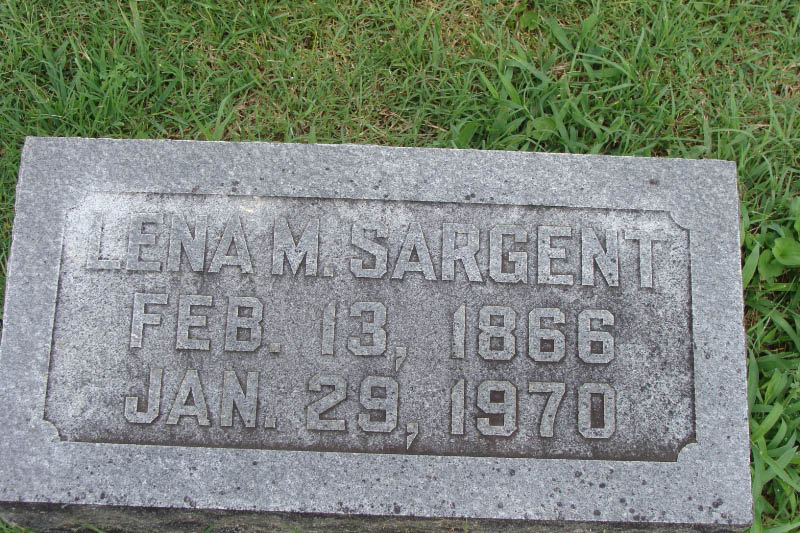 LENA M. SARGENT
FEB. 13, 1866
JAN. 29, 1970